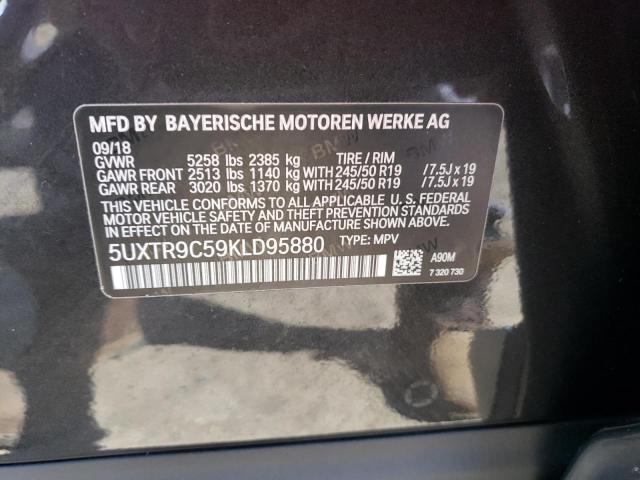 MFD BY BAYERISCHE MOTOREN WERKE AG
09/18
GVWR 5258 lbs 2385 kg TIRE / RIM
GAWR FRONT 2513 lbs 1140 kg WITH 245/50 R19 /7.5J x 19
GAWR REAR 3020 lbs 1370 kg WITH 245/50 R19 /7.5J x 19
THIS VEHICLE CONFORMS TO ALL APPLICABLE U. S. FEDERAL
MOTOR VEHICLE SAFETY STANDARDS IN EFFECT ON THE
DATE OF MANUFACTURE SHOWN ABOVE.
5UXTR9C59KLD95880 TYPE: MPV
A90M
7 320 730